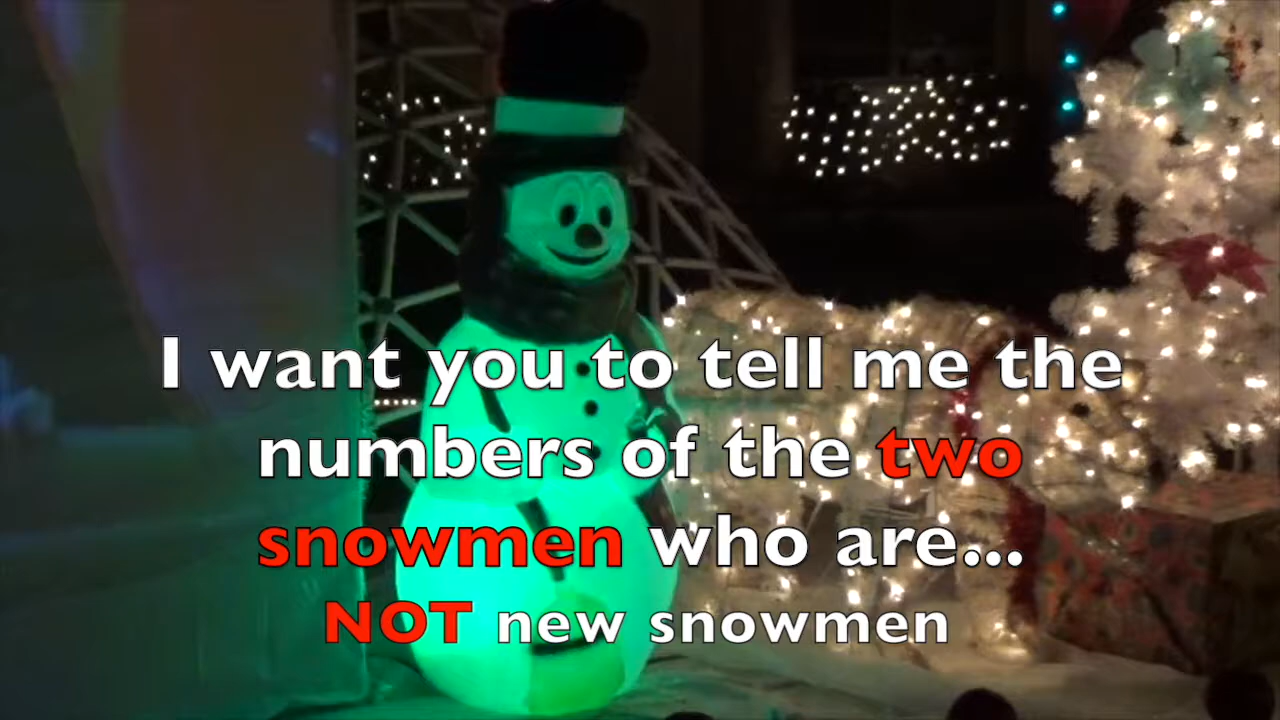 I want you to tell me the
numbers of the two
snowmen who are...
NOT new snowmen